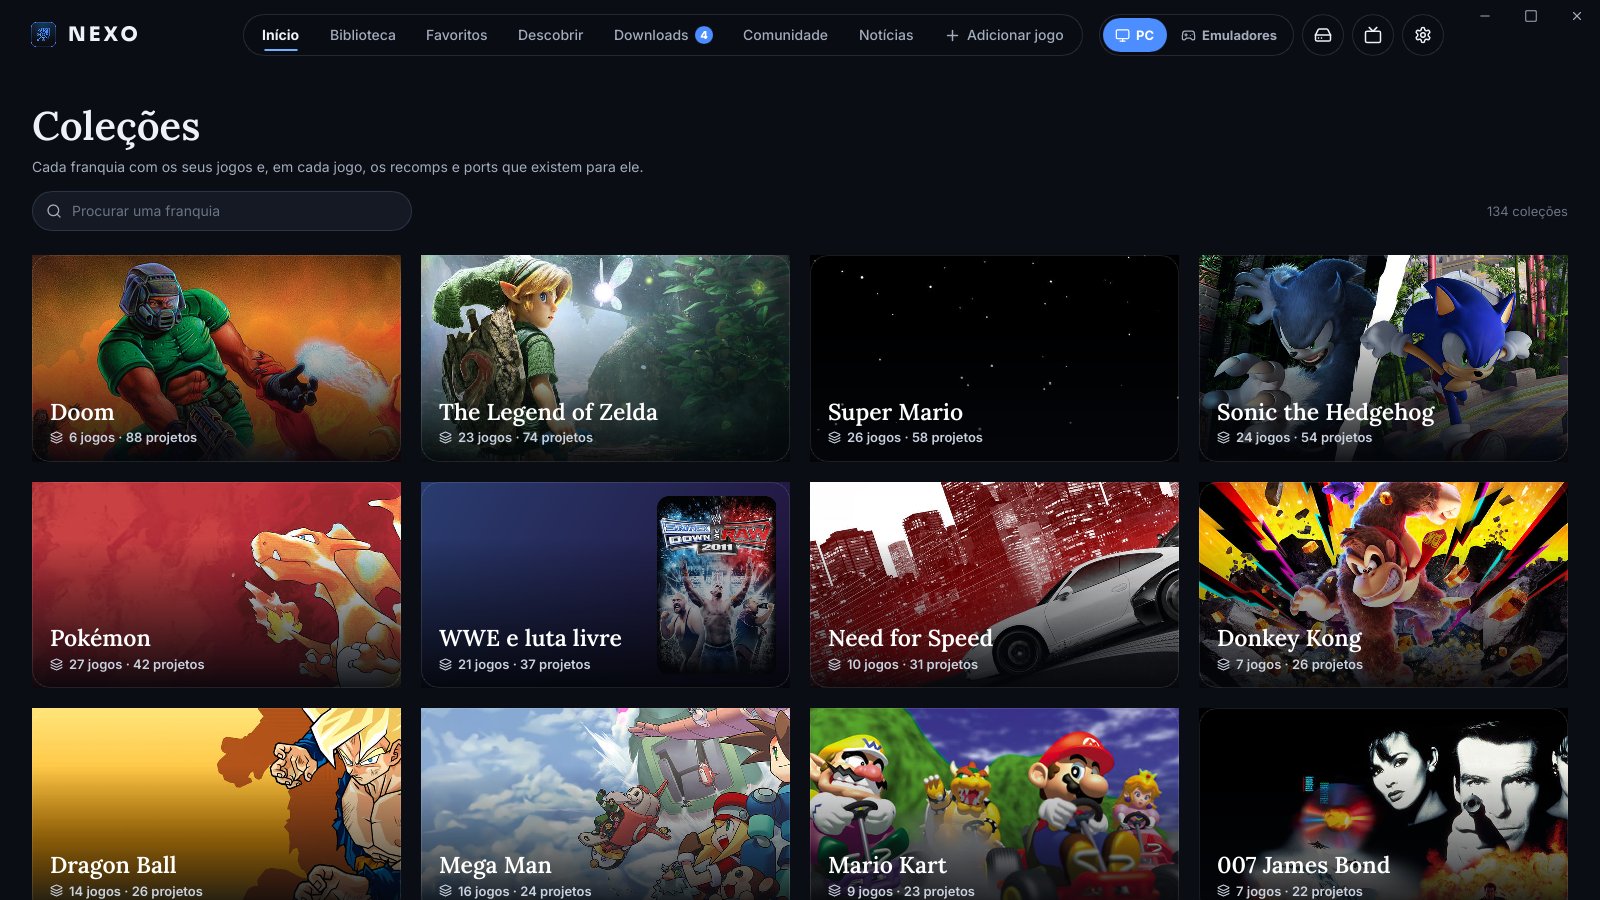 NEXO
Início
Biblioteca
Favoritos
Descobrir
Downloads 4
Comunidade
Notícias
+ Adicionar jogo
PC
Emuladores
Coleções
Cada franquia com os seus jogos e, em cada jogo, os recomps e ports que existem para ele.
Procurar uma franquia
134 coleções
Doom
6 jogos · 88 projetos
The Legend of Zelda
23 jogos · 74 projetos
Super Mario
26 jogos · 58 projetos
Sonic the Hedgehog
24 jogos · 54 projetos
Pokémon
27 jogos · 42 projetos
DOWN VS RAW
2011
WWE e luta livre
21 jogos · 37 projetos
Need for Speed
10 jogos · 31 projetos
Donkey Kong
7 jogos · 26 projetos
Dragon Ball
14 jogos · 26 projetos
Mega Man
16 jogos · 24 projetos
Mario Kart
9 jogos · 23 projetos
007 James Bond
7 jogos · 22 projetos